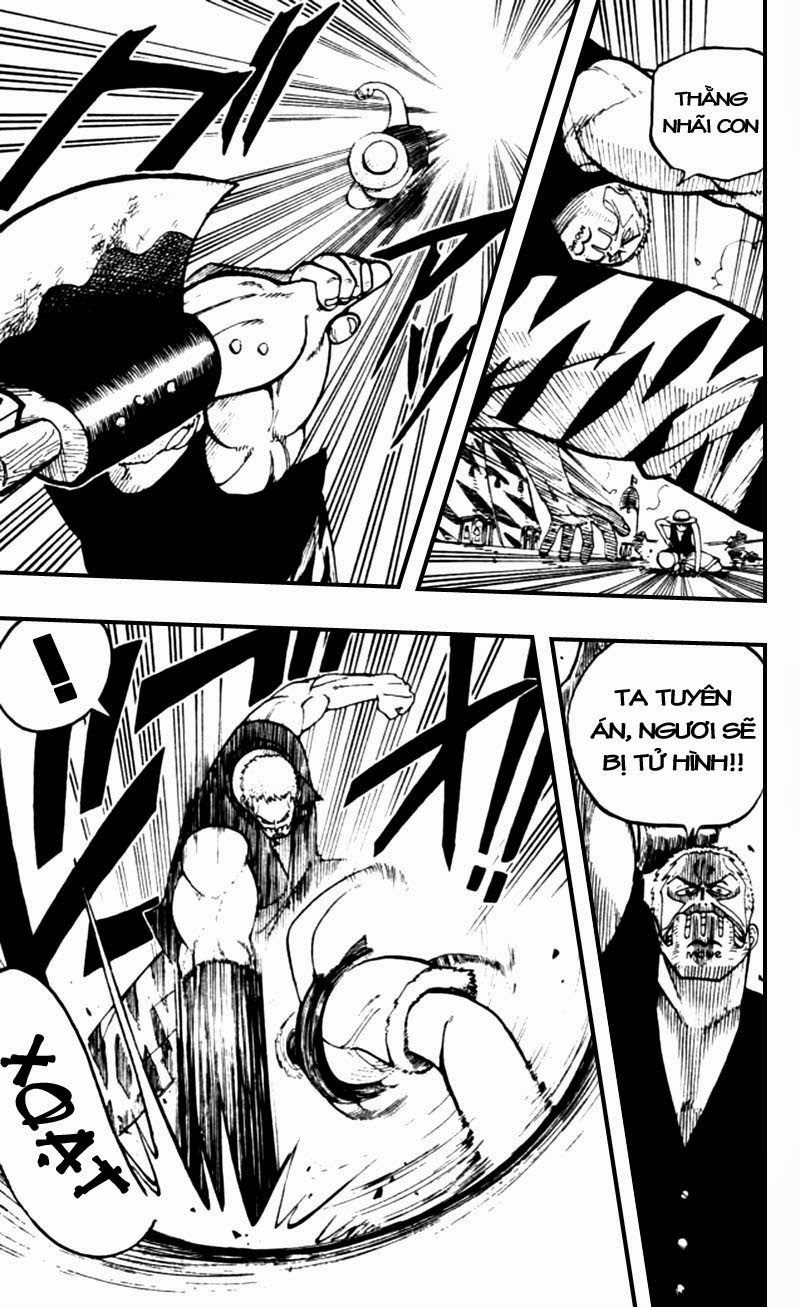 THẰNG
NHÃI CON
TA TUYÊN
ÁN, NGƯƠI SẼ
BỊ TỬ HÌNH!!
!
XOẠT